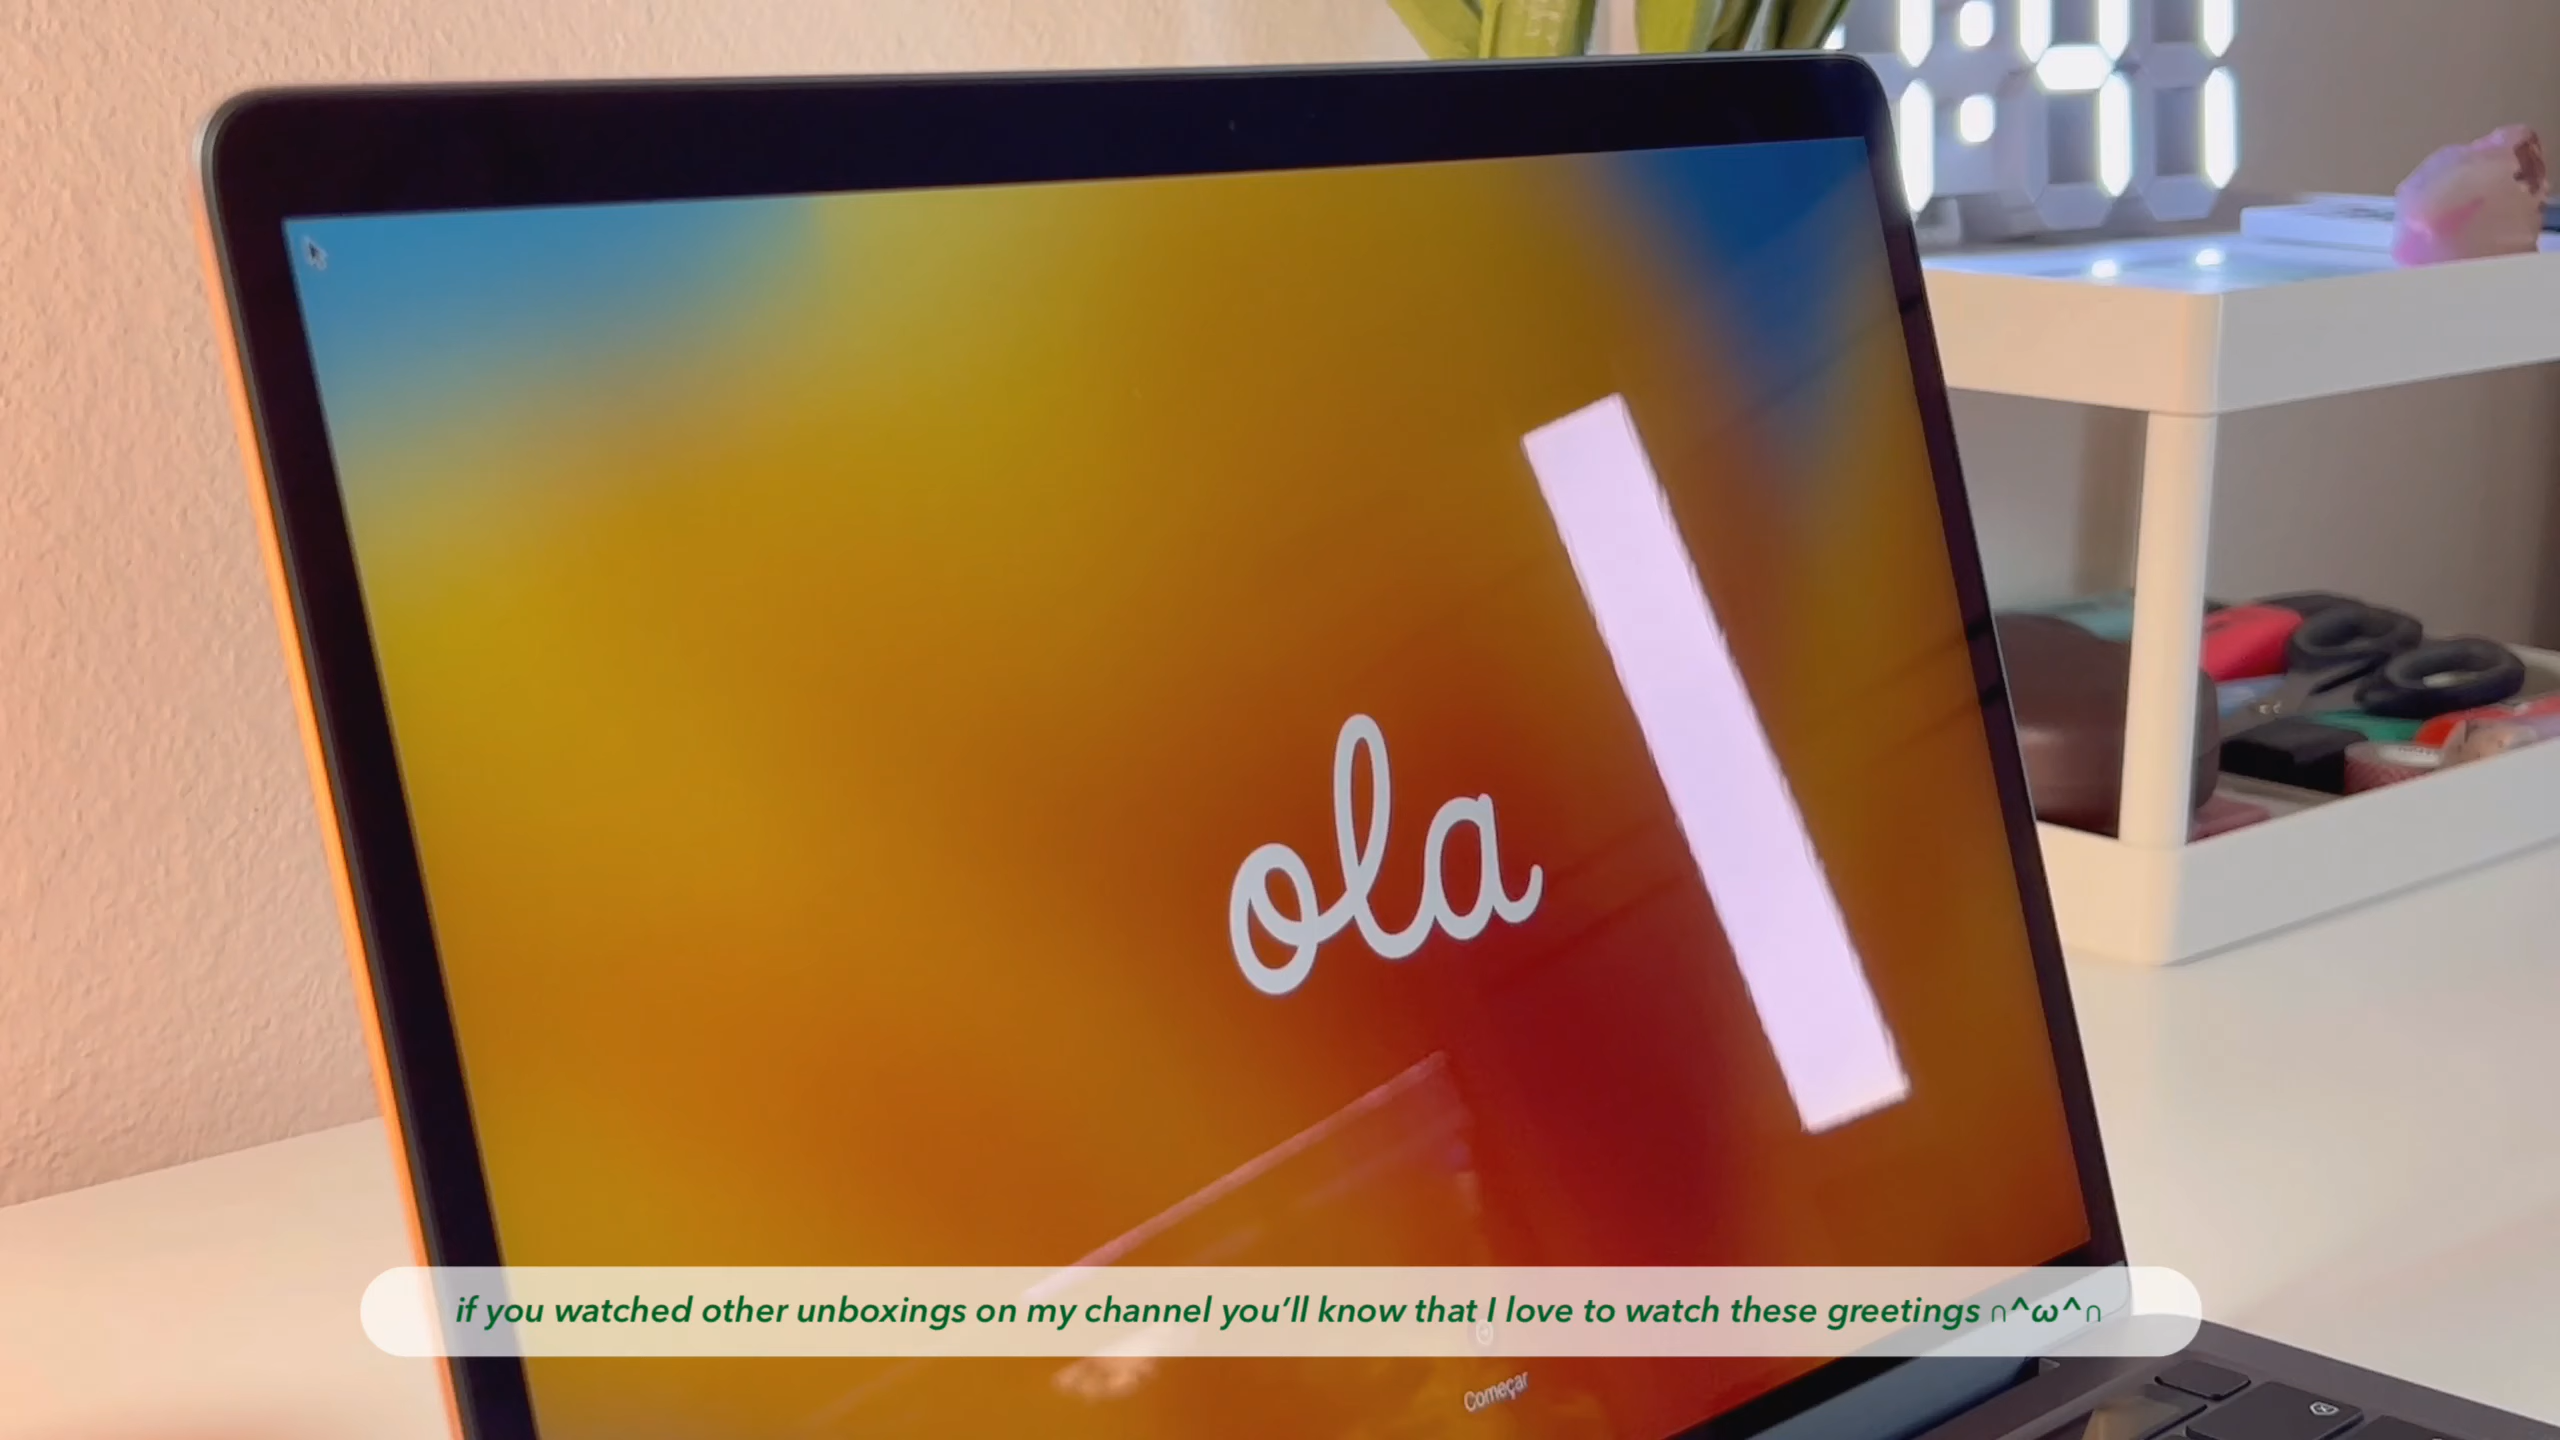 ola
if you watched other unboxings on my channel you’ll know that I love to watch these greetings ∩^ω^∩
Começar